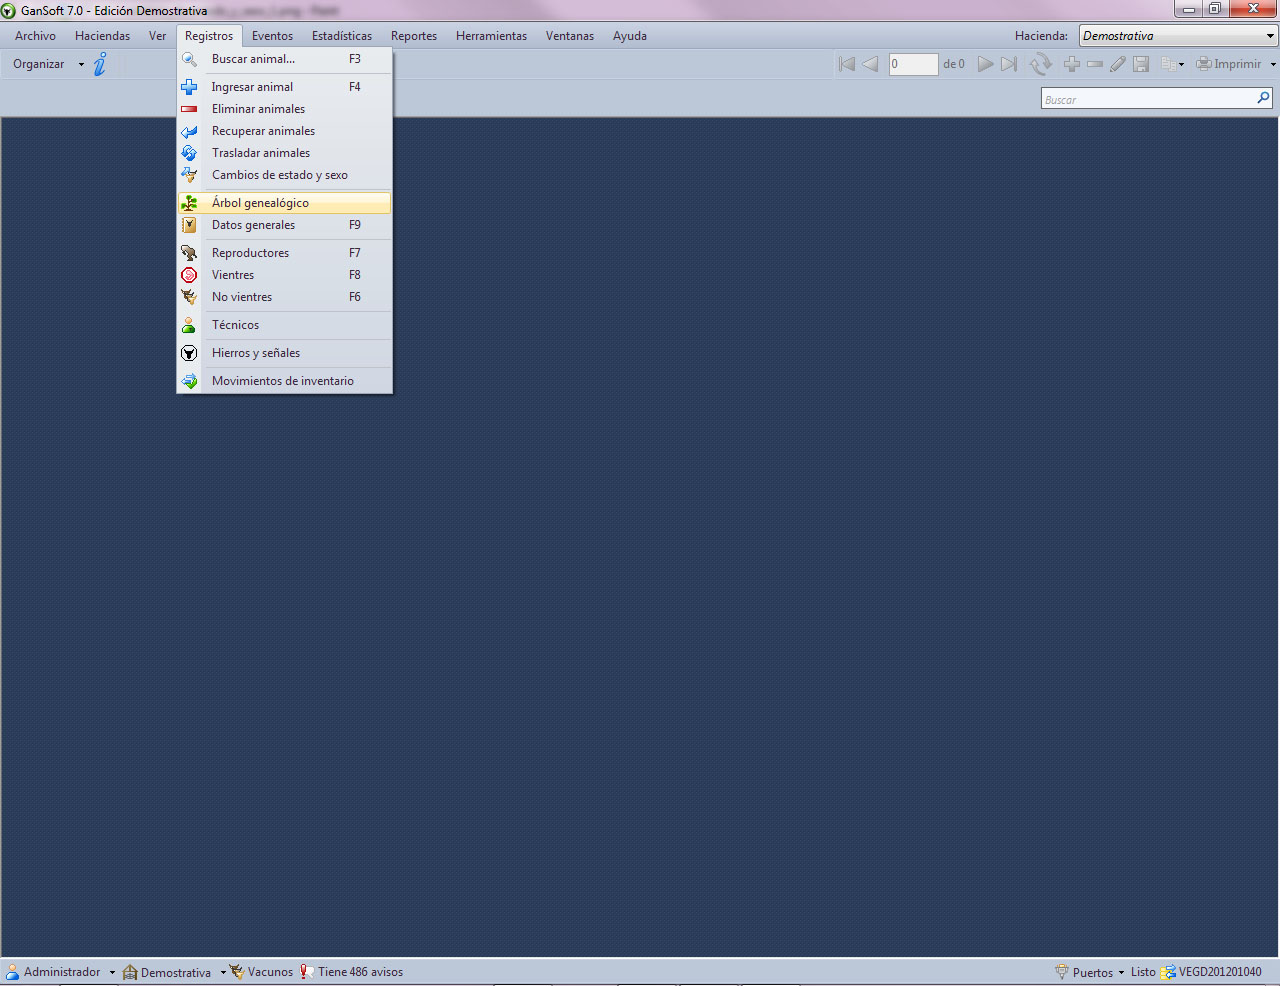 GanSoft 7.0 - Edición Demostrativa
Archivo Haciendas Ver Registros Eventos Estadísticas Reportes Herramientas Ventanas Ayuda Hacienda: Demostrativa
Organizar 0 de 0 Imprimir
Buscar
Buscar animal... F3
Ingresar animal F4
Eliminar animales
Recuperar animales
Trasladar animales
Cambios de estado y sexo
Árbol genealógico
Datos generales F9
Reproductores F7
Vientres F8
No vientres F6
Técnicos
Hierros y señales
Movimientos de inventario
Administrador Demostrativa Vacunos Tiene 486 avisos Puertos Listo VEGD201201040